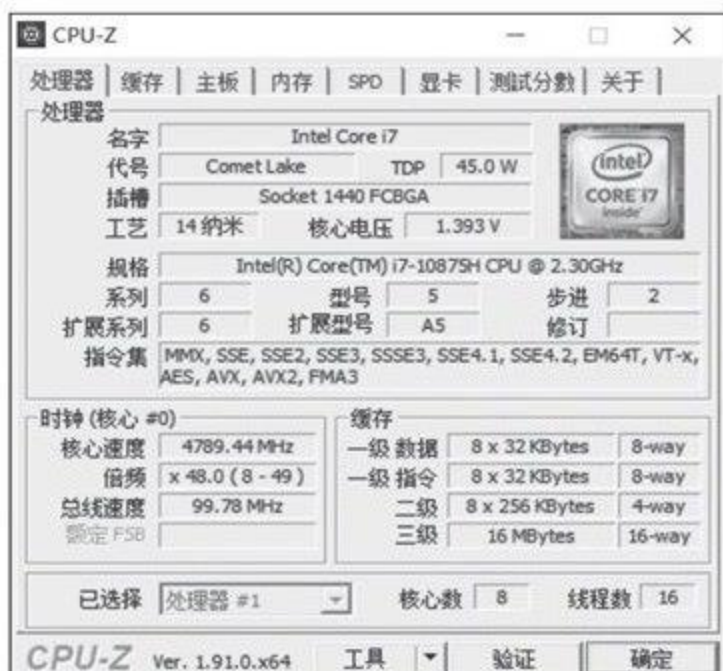 CPU-Z
处理器 缓存 主板 内存 SPD 显卡 测試分數 关于
处理器
名字 Intel Core i7
代号 Comet Lake TDP 45.0 W
插槽 Socket 1440 FCBGA
工艺 14 纳米 核心电压 1.393 V
intel
CORE i7
inside
规格 Intel(R) Core(TM) i7-10875H CPU @ 2.30GHz
系列 6 型号 5 步进 2
扩展系列 6 扩展型号 A5 修订
指令集 MMX, SSE, SSE2, SSE3, SSSE3, SSE4.1, SSE4.2, EM64T, VT-x,
AES, AVX, AVX2, FMA3
时钟 (核心 #0) 缓存
核心速度 4789.44 MHz 一级 数据 8 x 32 KBytes 8-way
倍频 x 48.0 ( 8 - 49 ) 一级 指令 8 x 32 KBytes 8-way
总线速度 99.78 MHz 二级 8 x 256 KBytes 4-way
额定 FSB 三级 16 MBytes 16-way
已选择 处理器 #1 核心数 8 线程数 16
CPU-Z Ver. 1.91.0.x64 工具 验证 确定